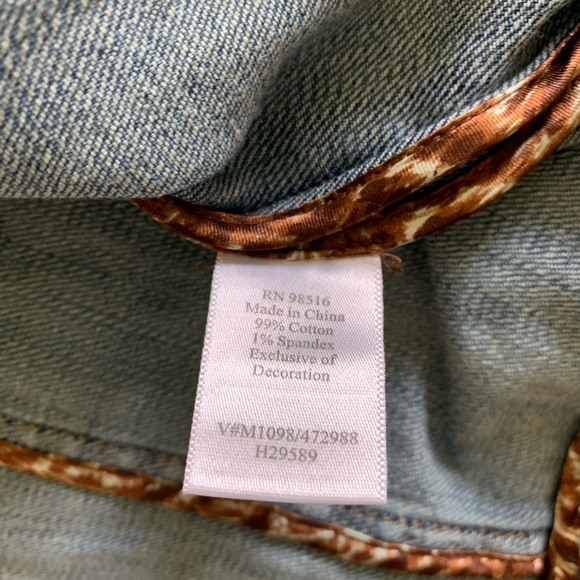 RN 98516
Made in China
99% Cotton
1% Spandex
Exclusive of
Decoration
V#M1098/472988
H29589